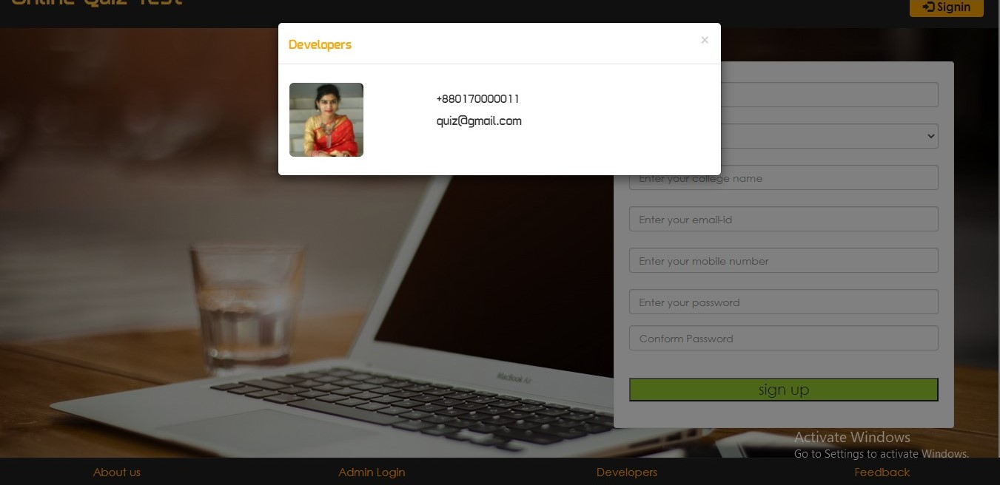 Online Quiz Test
Signin
Developers
×
+880170000011
quiz@gmail.com
Enter your college name
Enter your email-id
Enter your mobile number
Enter your password
Conform Password
MacBook Air
sign up
Activate Windows
Go to Settings to activate Windows.
About us
Admin Login
Developers
Feedback